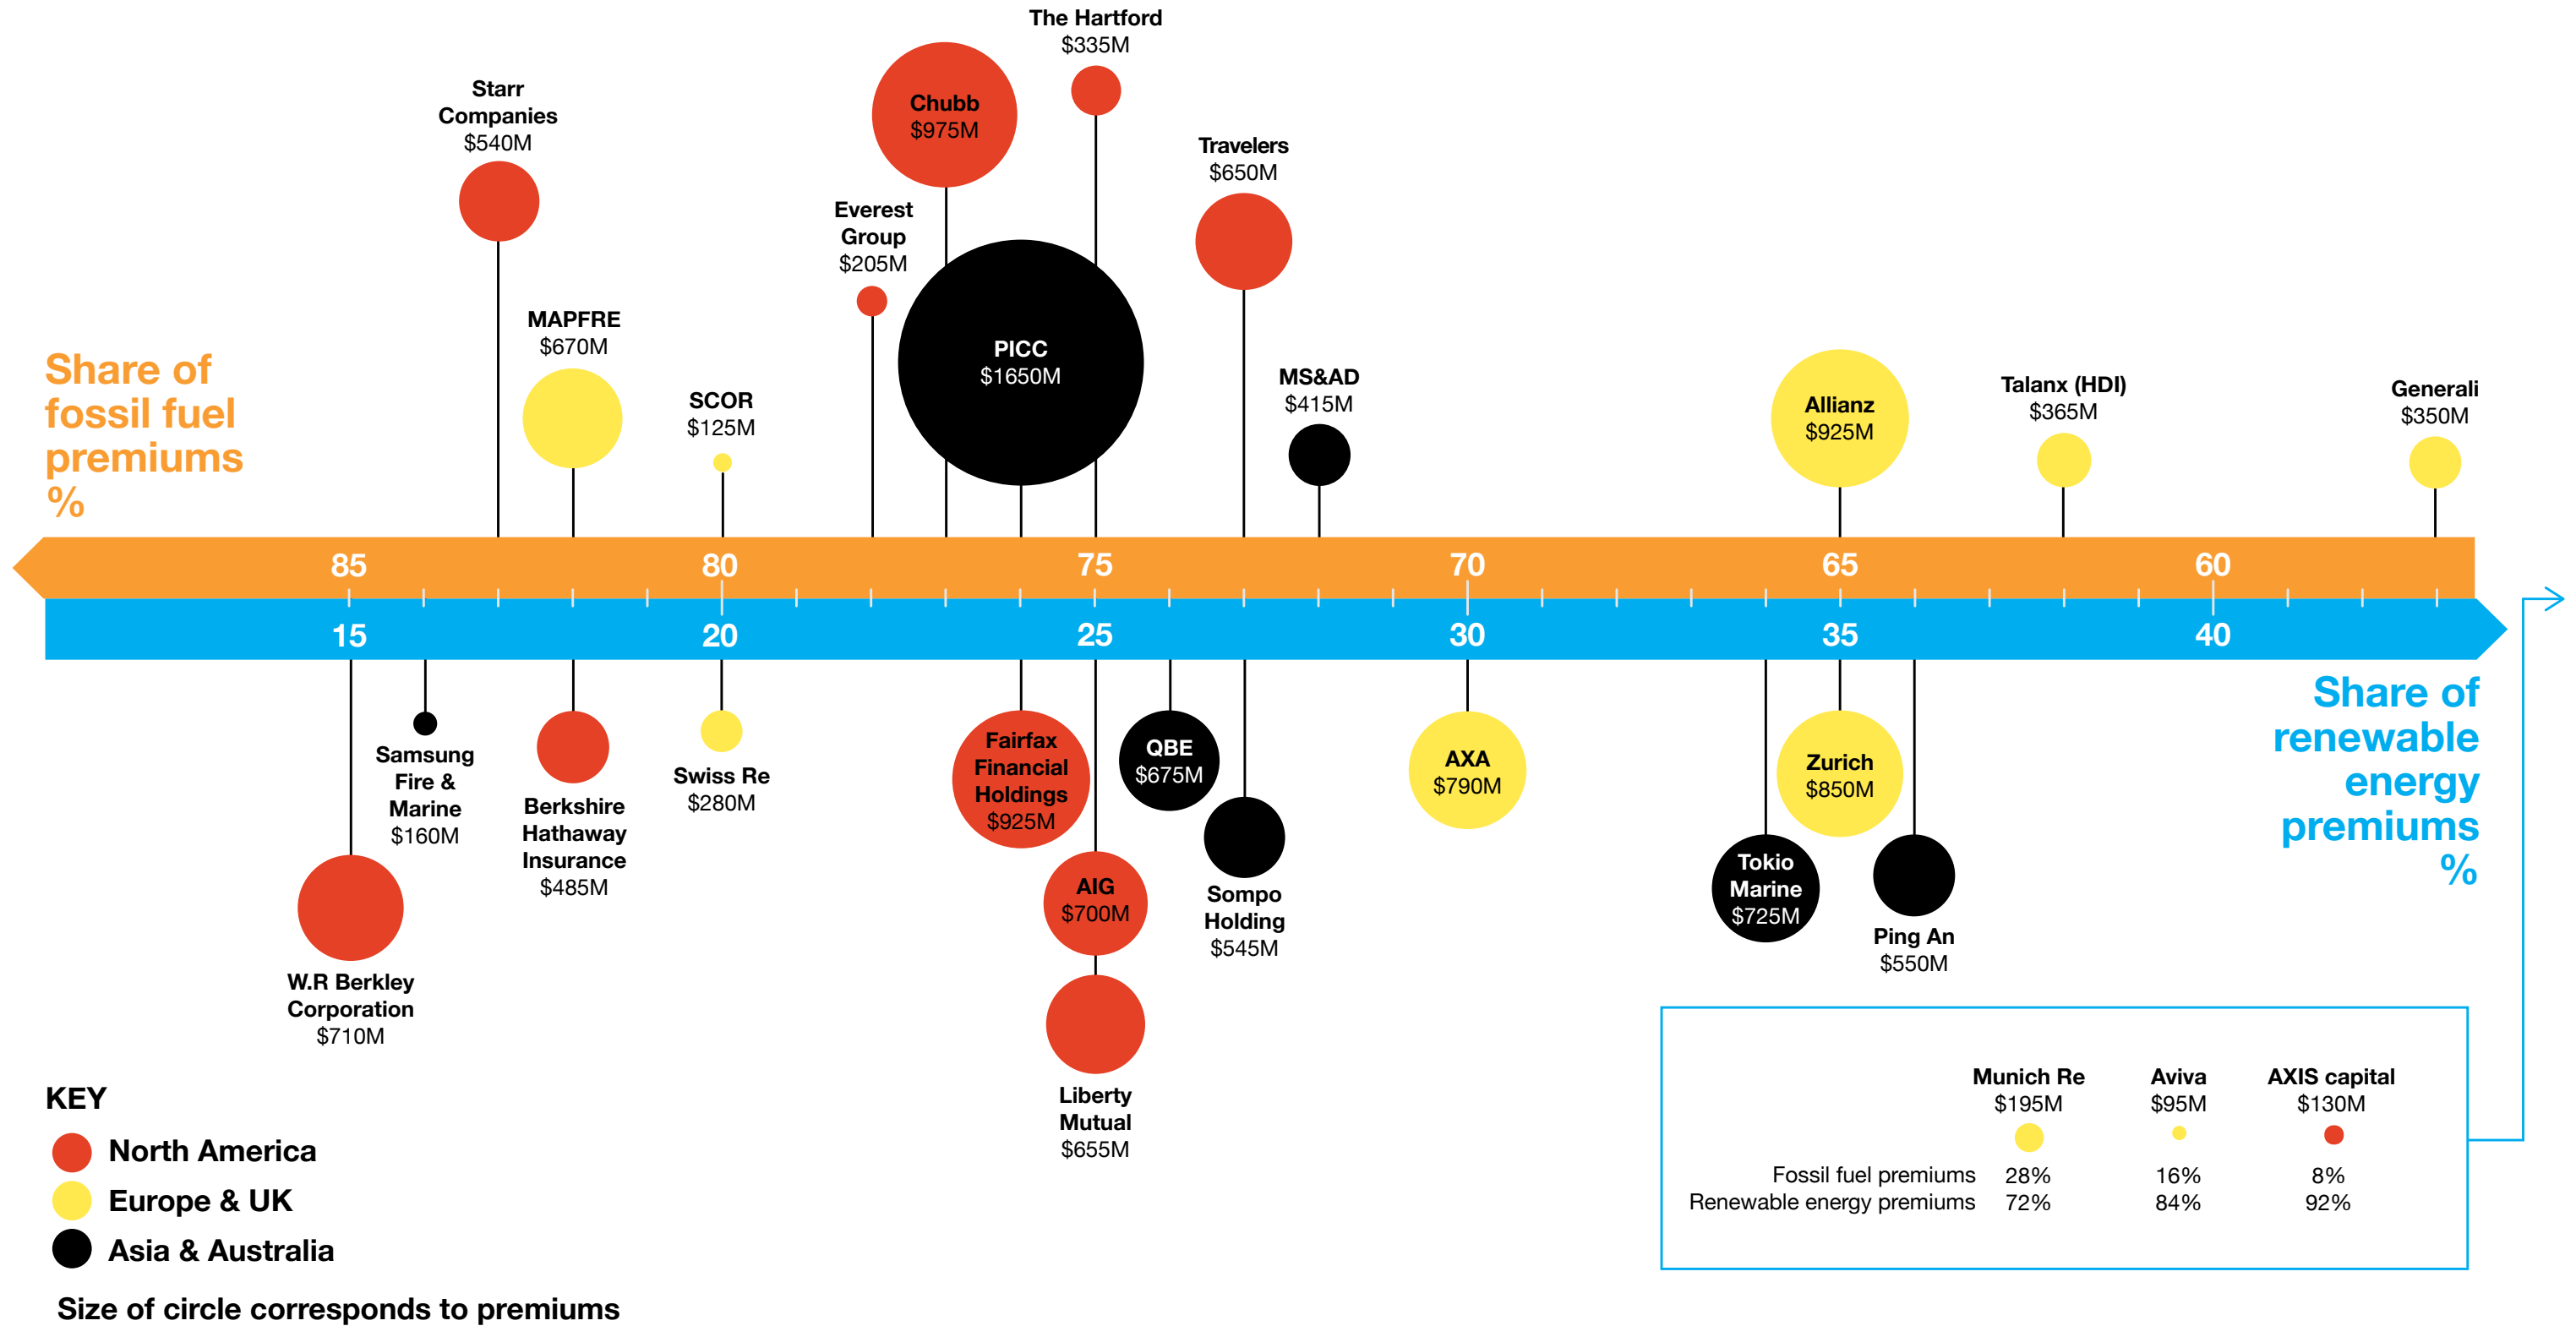 The Hartford
$335M
Starr
Companies
$540M
Chubb
$975M
Travelers
$650M
Everest
Group
$205M
MAPFRE
$670M
PICC
$1650M
SCOR
$125M
MS&AD
$415M
Allianz
$925M
Talanx (HDI)
$365M
Generali
$350M
Share of
fossil fuel
premiums
%
85 80 75 70 65 60
15 20 25 30 35 40
Share of
renewable
energy
premiums
%
W.R Berkley
Corporation
$710M
Samsung
Fire &
Marine
$160M
Berkshire
Hathaway
Insurance
$485M
Swiss Re
$280M
Fairfax
Financial
Holdings
$925M
AIG
$700M
Liberty
Mutual
$655M
QBE
$675M
Sompo
Holding
$545M
AXA
$790M
Tokio
Marine
$725M
Zurich
$850M
Ping An
$550M
KEY
North America
Europe & UK
Asia & Australia
Size of circle corresponds to premiums
Munich Re Aviva AXIS capital
$195M $95M $130M
Fossil fuel premiums 28% 16% 8%
Renewable energy premiums 72% 84% 92%